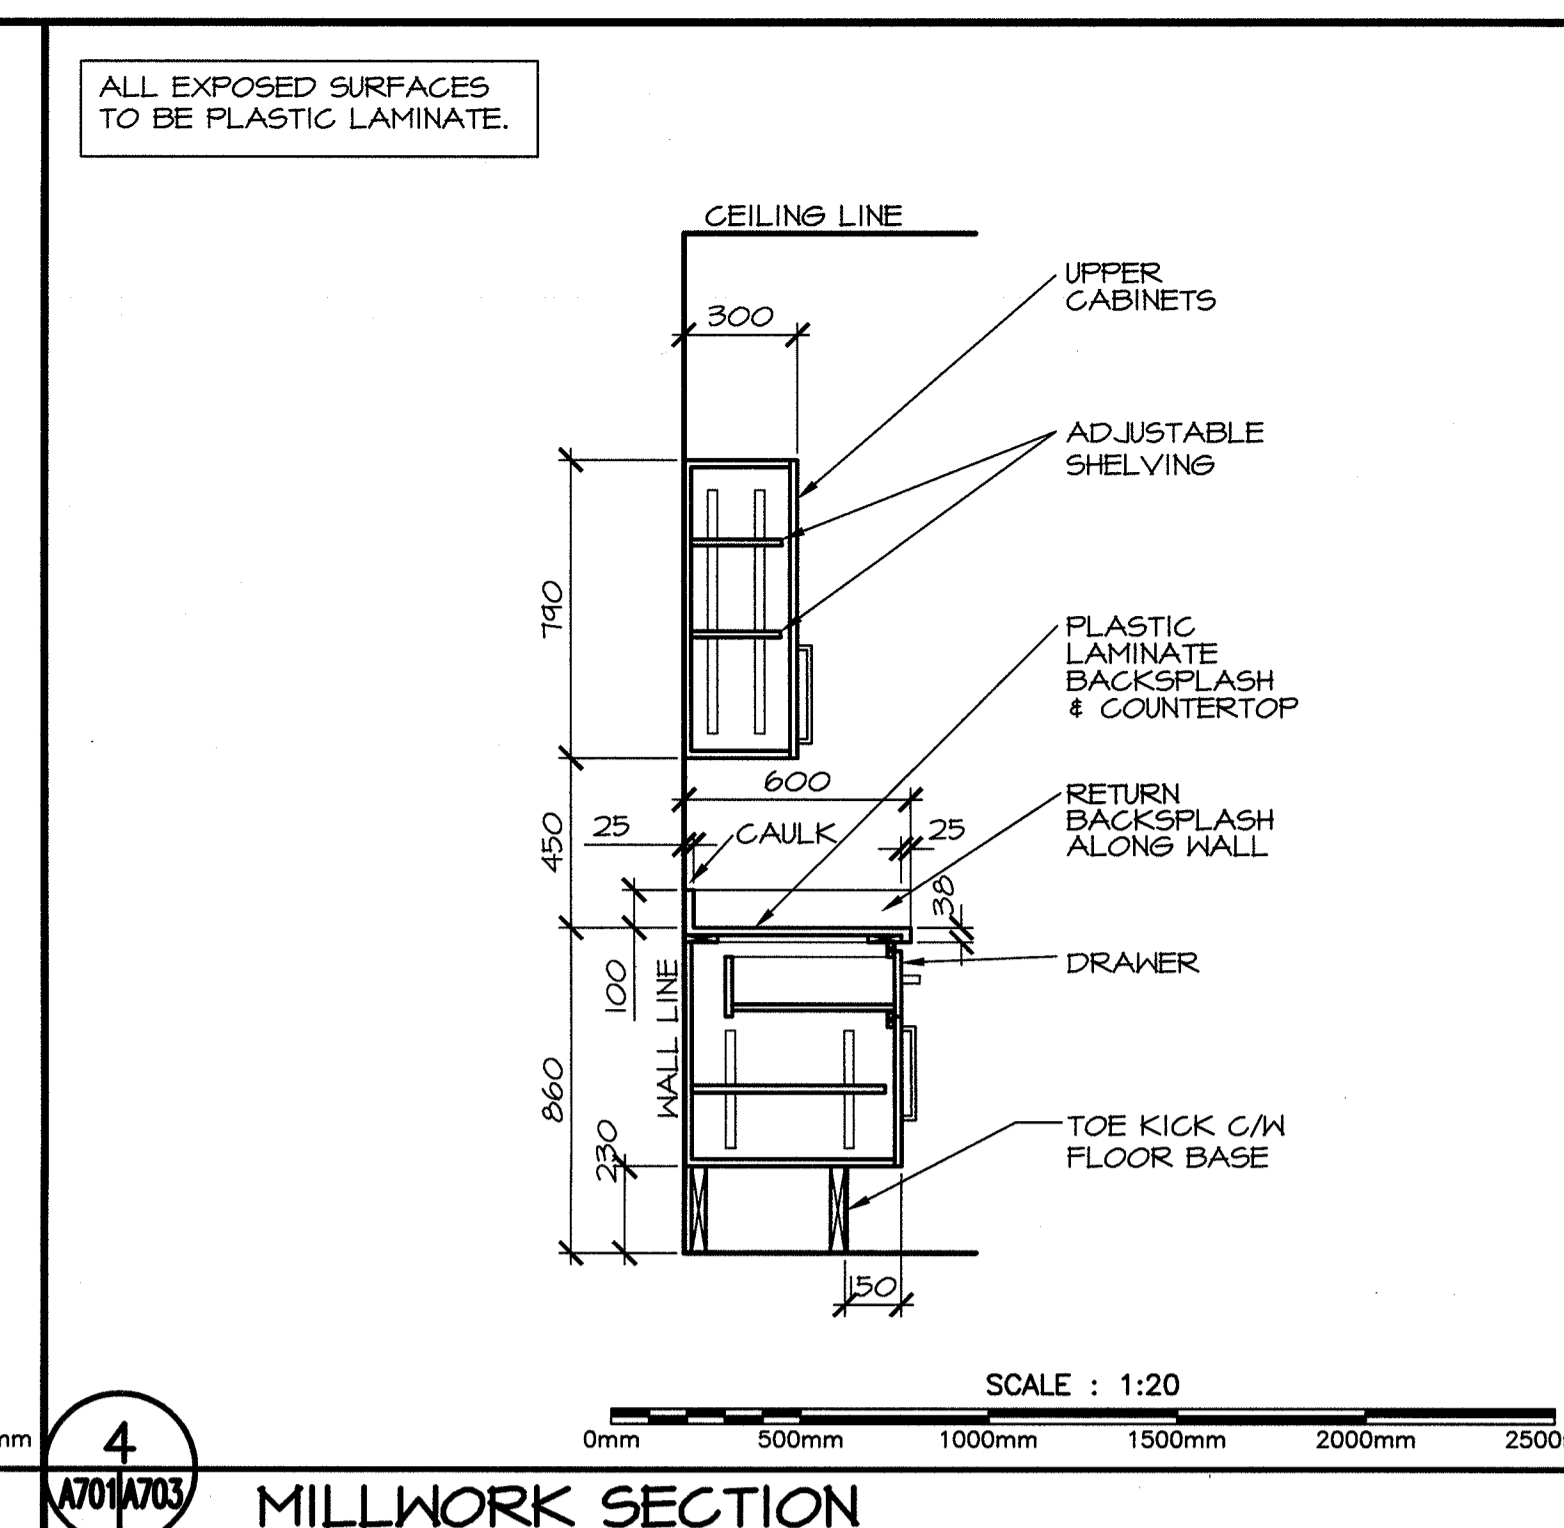 ALL EXPOSED SURFACES
TO BE PLASTIC LAMINATE.
CEILING LINE
300
UPPER
CABINETS
ADJUSTABLE
SHELVING
790
PLASTIC
LAMINATE
BACKSPLASH
& COUNTERTOP
600
450
25
CAULK
25
RETURN
BACKSPLASH
ALONG WALL
38
100
WALL LINE
DRAWER
860
230
TOE KICK C/W
FLOOR BASE
150
SCALE : 1:20
mm
0mm 500mm 1000mm 1500mm 2000mm 2500
4
A701 A703
MILLWORK SECTION